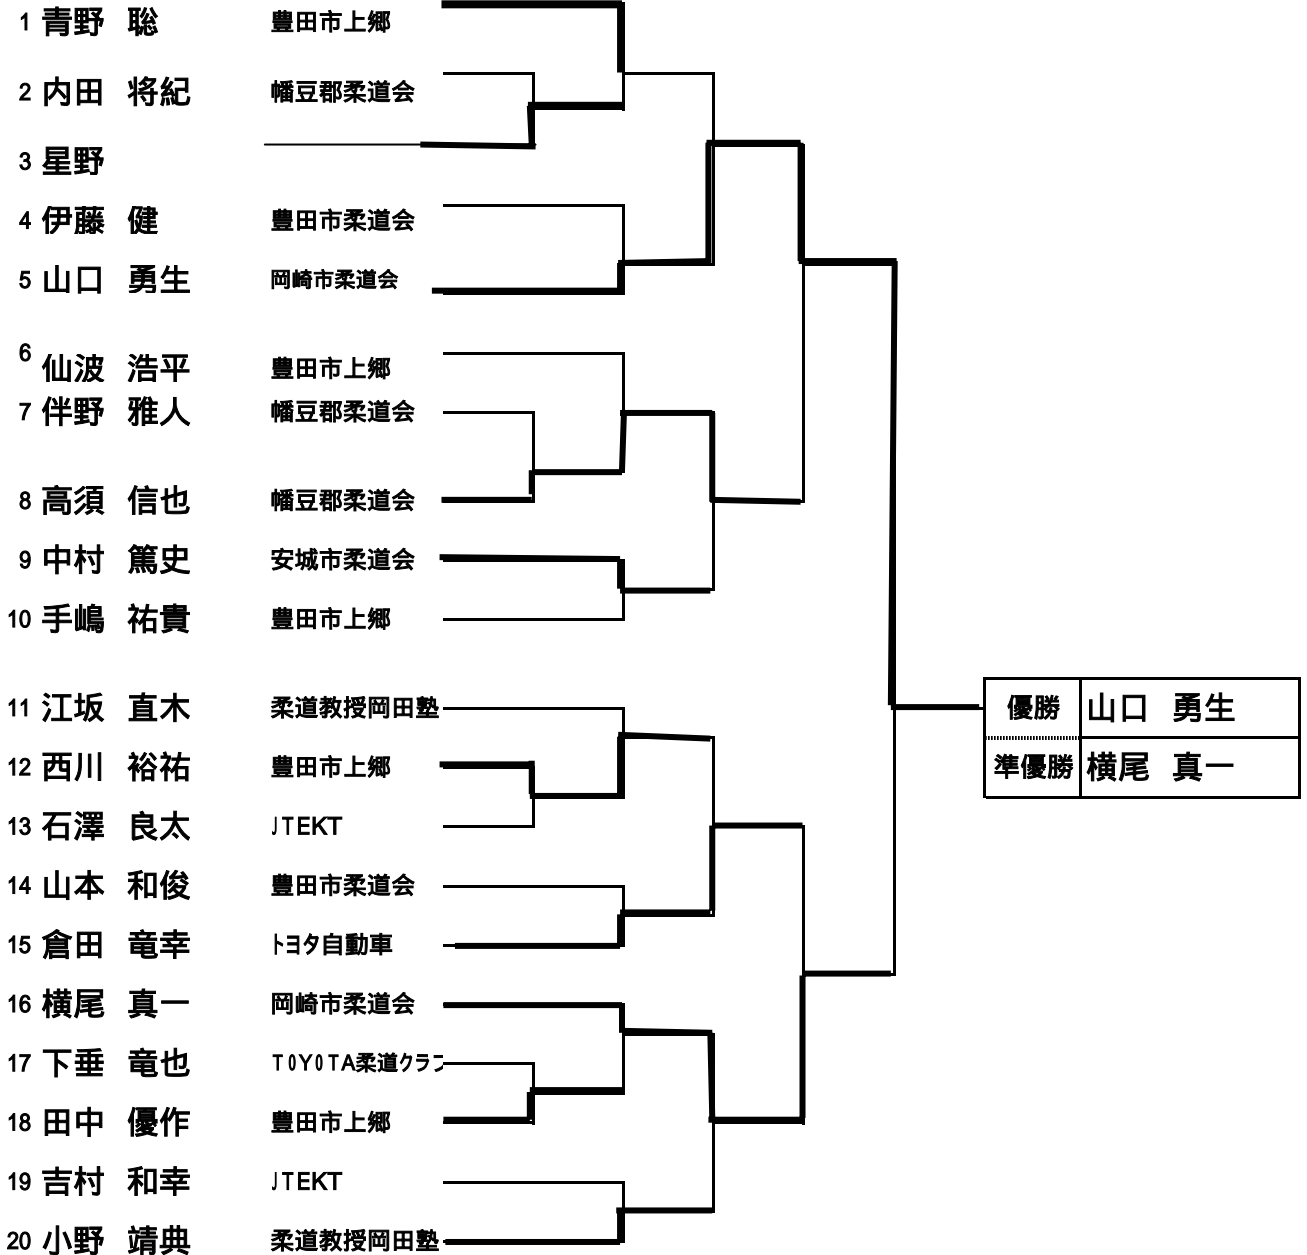 1 青野 聡 豊田市上郷
2 内田 将紀 幡豆郡柔道会
3 星野
4 伊藤 健 豊田市柔道会
5 山口 勇生 岡崎市柔道会
6 仙波 浩平 豊田市上郷
7 伴野 雅人 幡豆郡柔道会
8 高須 信也 幡豆郡柔道会
9 中村 篤史 安城市柔道会
10 手嶋 祐貴 豊田市上郷
11 江坂 直木 柔道教授岡田塾
優勝 山口 勇生
12 西川 裕祐 豊田市上郷
準優勝 横尾 真一
13 石澤 良太 JTEKT
14 山本 和俊 豊田市柔道会
15 倉田 竜幸 トヨタ自動車
16 横尾 真一 岡崎市柔道会
17 下垂 竜也 TOYOTA柔道クラブ
18 田中 優作 豊田市上郷
19 吉村 和幸 JTEKT
20 小野 靖典 柔道教授岡田塾